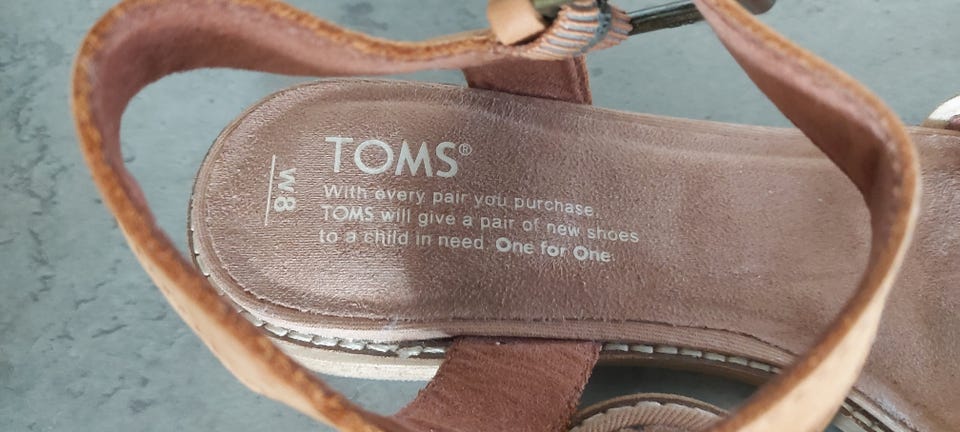 TOMS®
With every pair you purchase,
TOMS will give a pair of new shoes
to a child in need. One for One.
W8